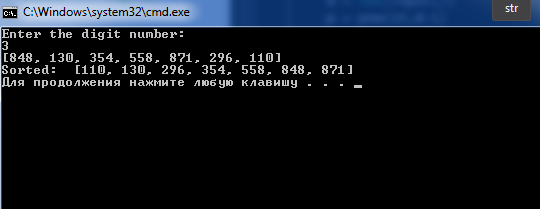 C:\Windows\system32\cmd.exe
str
Enter the digit number:
3
[848, 130, 354, 558, 871, 296, 110]
Sorted:  [110, 130, 296, 354, 558, 848, 871]
Для продолжения нажмите любую клавишу . . . _